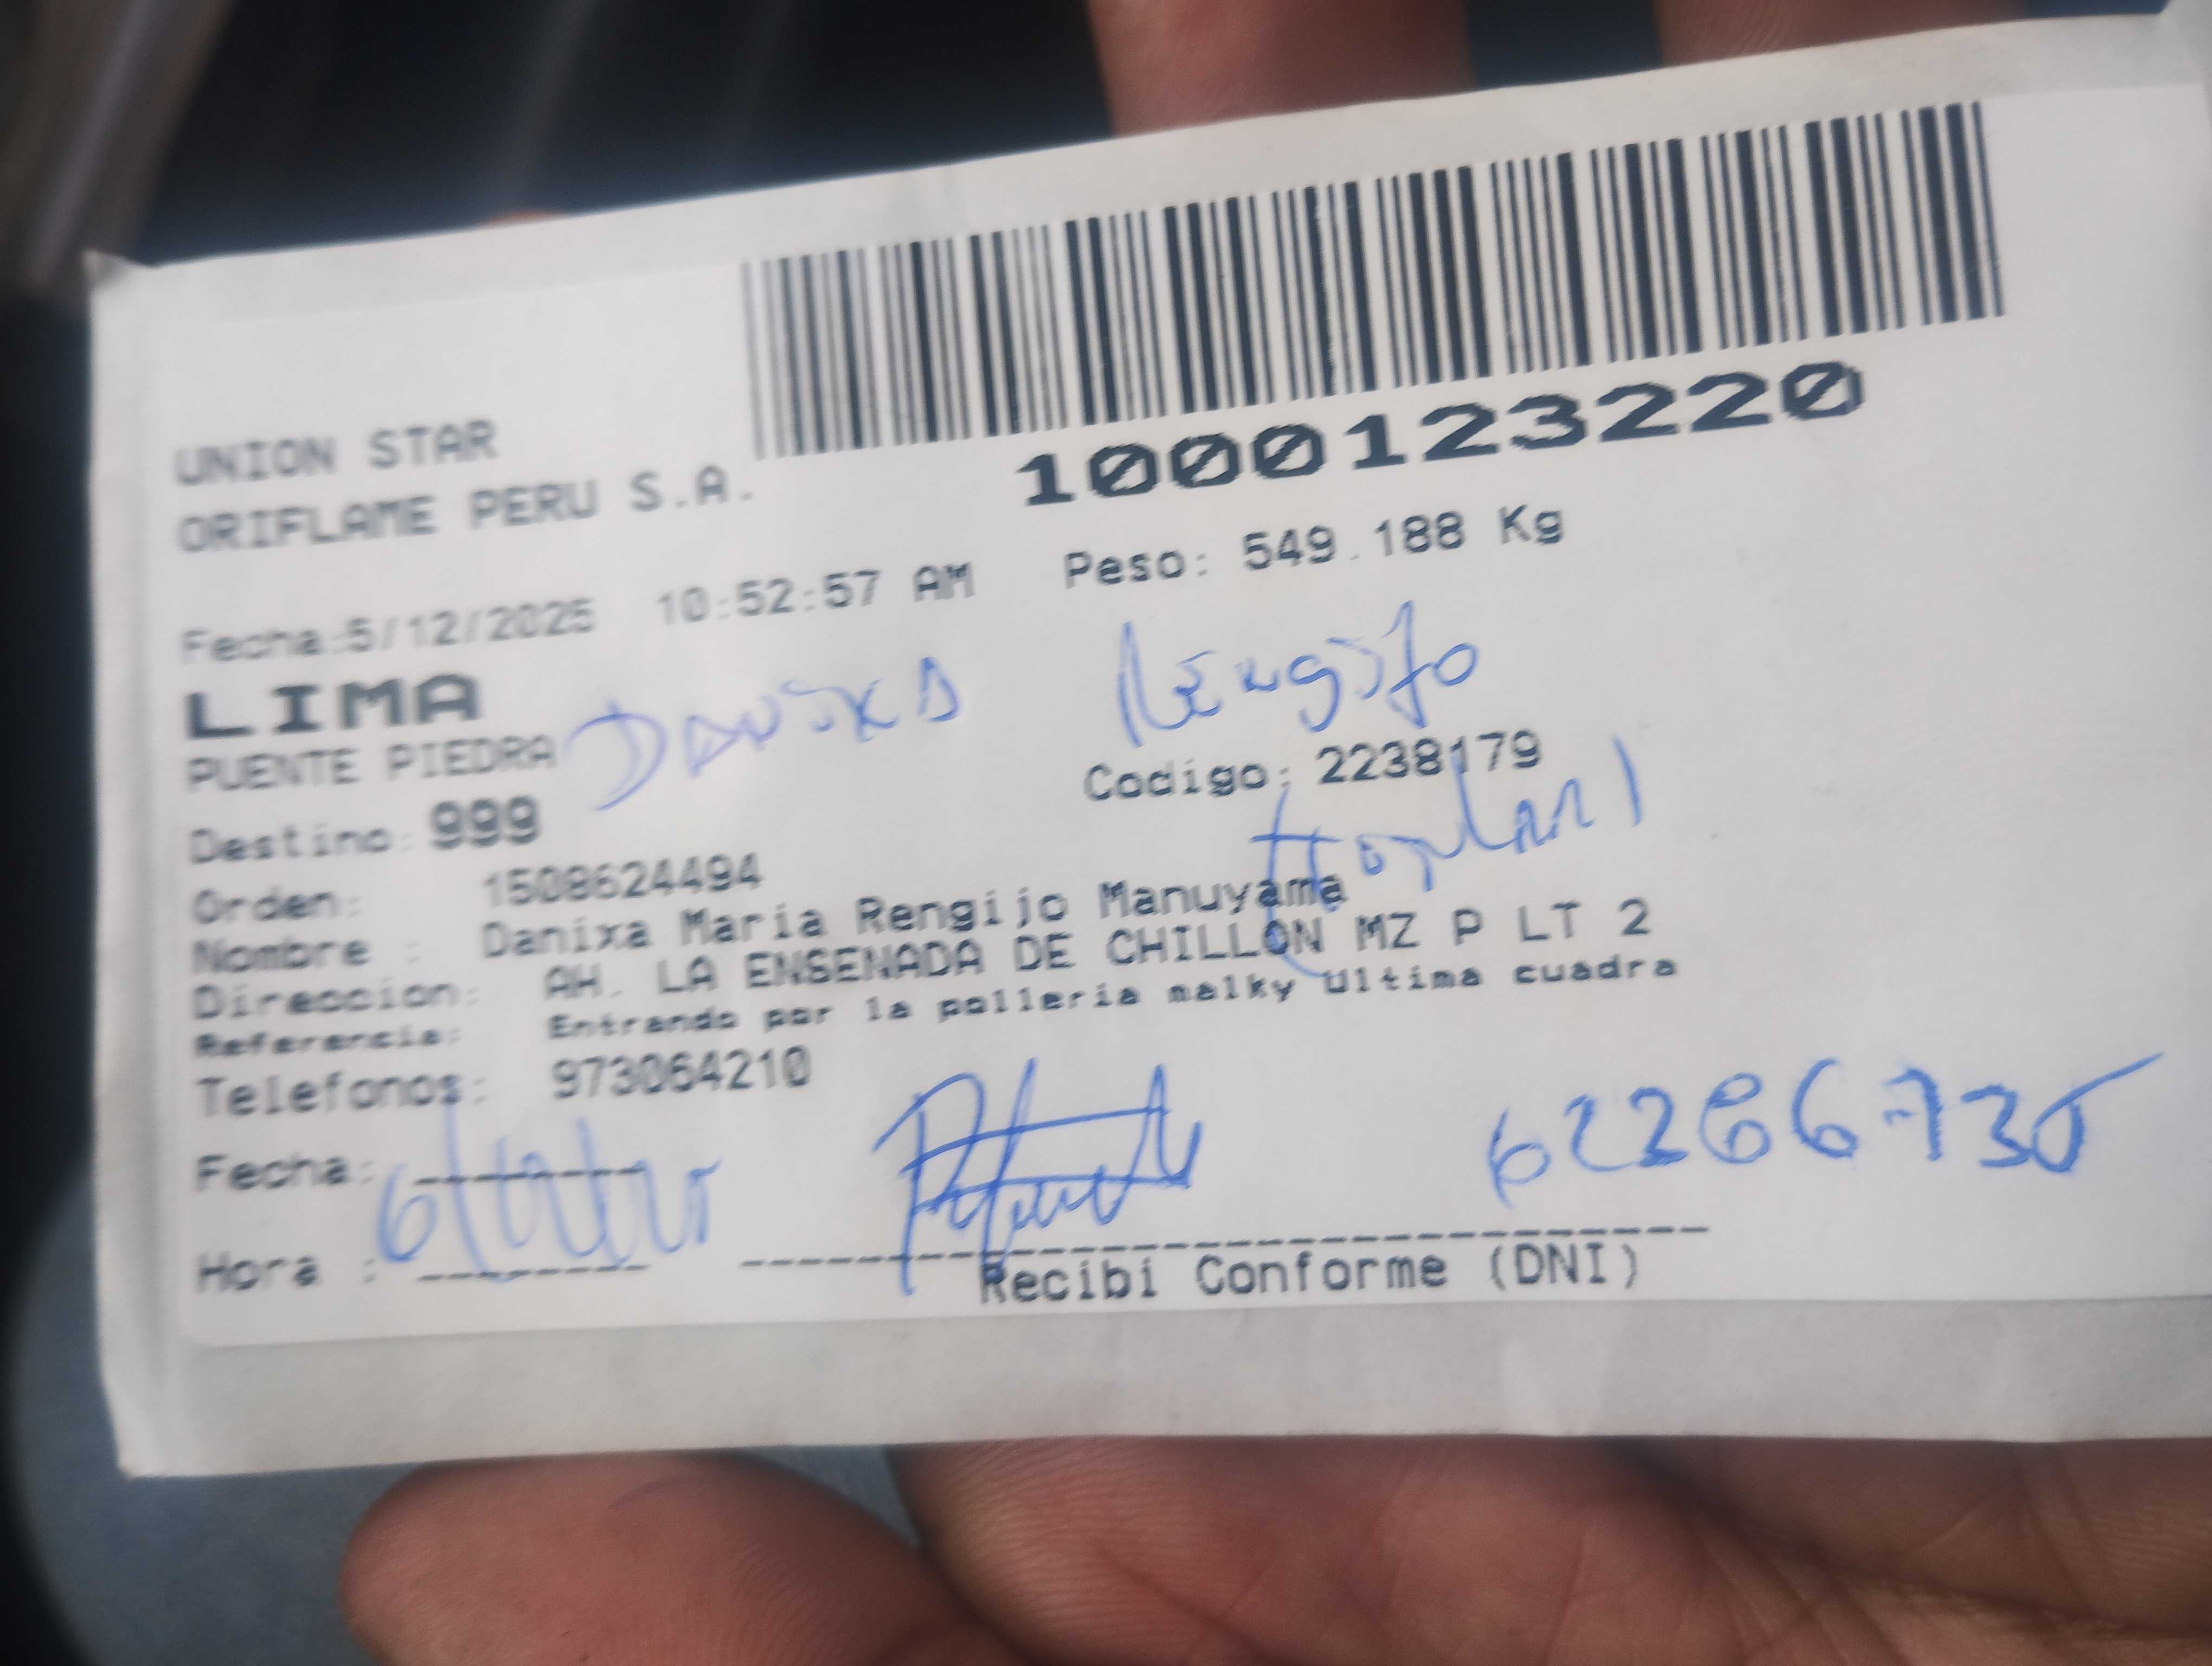 1000123220
UNION STAR
ORIFLAME PERU S.A.
Fecha:5/12/2025 10:52:57 AM Peso: 549.188 Kg
LIMA
Danixa Rengijo
PUENTE PIEDRA
Codigo: 2238179
Destino: 999
Orden: 1508624494
Nombre : Danixa Maria Rengijo Manuyama
Direccion: AH. LA ENSENADA DE CHILLON MZ P LT 2
Referencia: Entrando por la polleria malky Ultima cuadra
Telefonos: 973064210
Fecha:
Hora :
Recibi Conforme (DNI)